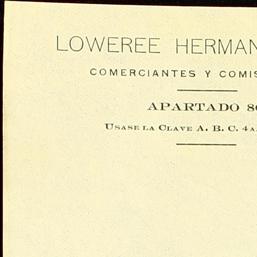 LOWEREE HERMAN
COMERCIANTES Y COMIS
APARTADO 8
USASE LA CLAVE A. B. C. 4A.